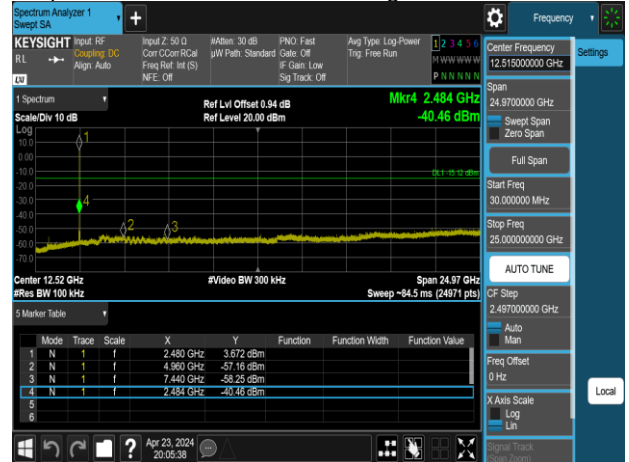 Spectrum Analyzer 1
Swept SA
Frequency
KEYSIGHT
RL
LXI
Input: RF
Coupling: DC
Align: Auto
Input Z: 50 Ω
Corr CCorr RCal
Freq Ref: Int (S)
NFE: Off
#Atten: 30 dB
µW Path: Standard
PNO: Fast
Gate: Off
IF Gain: Low
Sig Track: Off
Avg Type: Log-Power
Trig: Free Run
1 2 3 4 5 6
M W W W W W
P N N N N N
1 Spectrum
Scale/Div 10 dB
Ref Lvl Offset 0.94 dB
Ref Level 20.00 dBm
Mkr4 2.484 GHz
-40.46 dBm
Log
10.0
0.00
-10.0
-20.0
-30.0
-40.0
-50.0
-60.0
-70.0
DL1 -15.12 dBm
1
4
2
3
Center 12.52 GHz
#Res BW 100 kHz
#Video BW 300 kHz
Span 24.97 GHz
Sweep ~84.5 ms (24971 pts)
5 Marker Table
Mode Trace Scale X Y Function Function Width Function Value
1 N 1 f 2.480 GHz 3.672 dBm
2 N 1 f 4.960 GHz -57.16 dBm
3 N 1 f 7.440 GHz -58.25 dBm
4 N 1 f 2.484 GHz -40.46 dBm
5
6
Apr 23, 2024
20:05:38
Center Frequency
12.515000000 GHz
Span
24.9700000 GHz
Swept Span
Zero Span
Full Span
Start Freq
30.000000 MHz
Stop Freq
25.000000000 GHz
AUTO TUNE
CF Step
2.497000000 GHz
Auto
Man
Freq Offset
0 Hz
X Axis Scale
Log
Lin
Signal Track
(Span Zoom)
Settings
Local